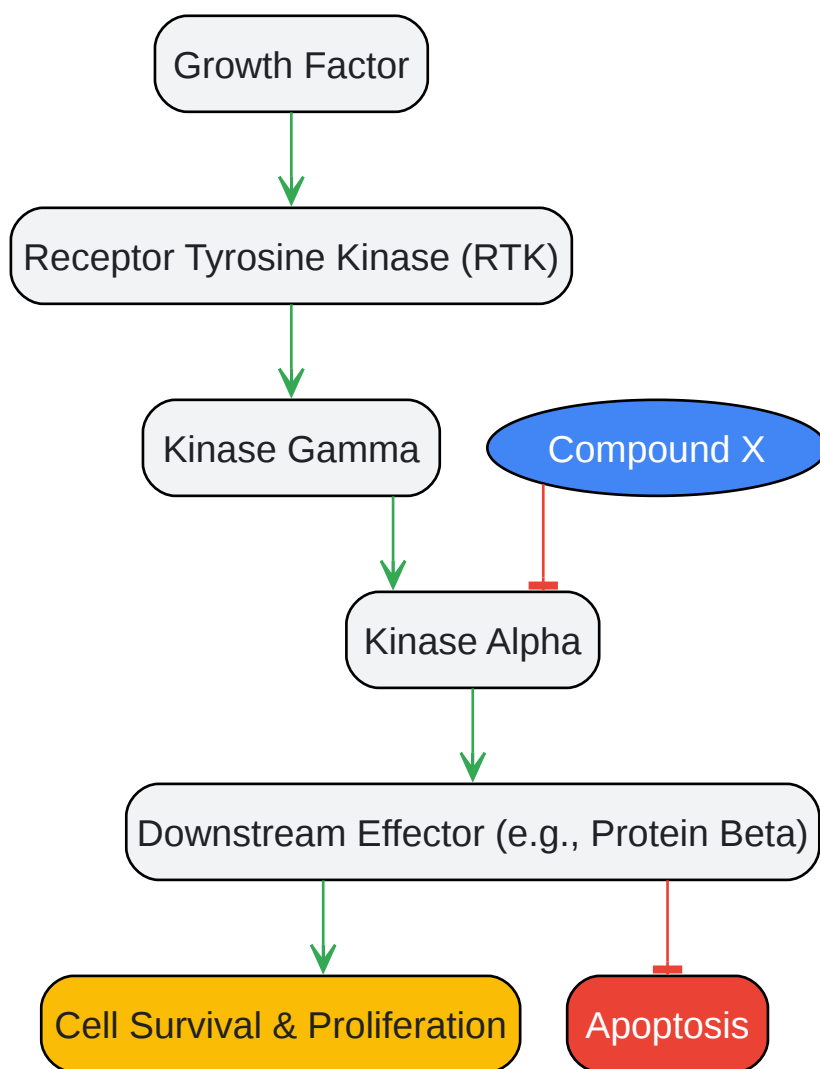 Growth Factor
Receptor Tyrosine Kinase (RTK)
Kinase Gamma
Compound X
Kinase Alpha
Downstream Effector (e.g., Protein Beta)
Cell Survival & Proliferation
Apoptosis